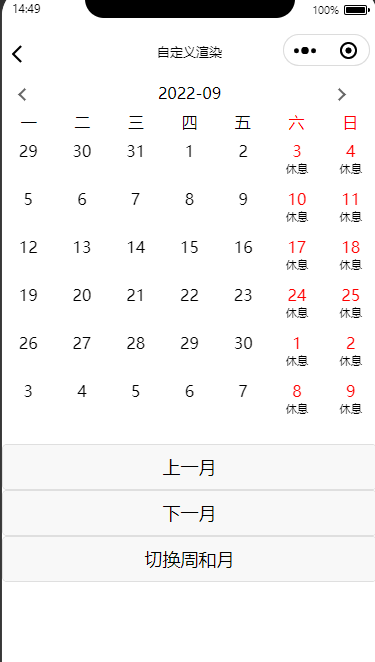 14:49 100%
自定义渲染
2022-09
一 二 三 四 五 六 日
29 30 31 1 2 3 4
休息 休息
5 6 7 8 9 10 11
休息 休息
12 13 14 15 16 17 18
休息 休息
19 20 21 22 23 24 25
休息 休息
26 27 28 29 30 1 2
休息 休息
3 4 5 6 7 8 9
休息 休息
上一月
下一月
切换周和月